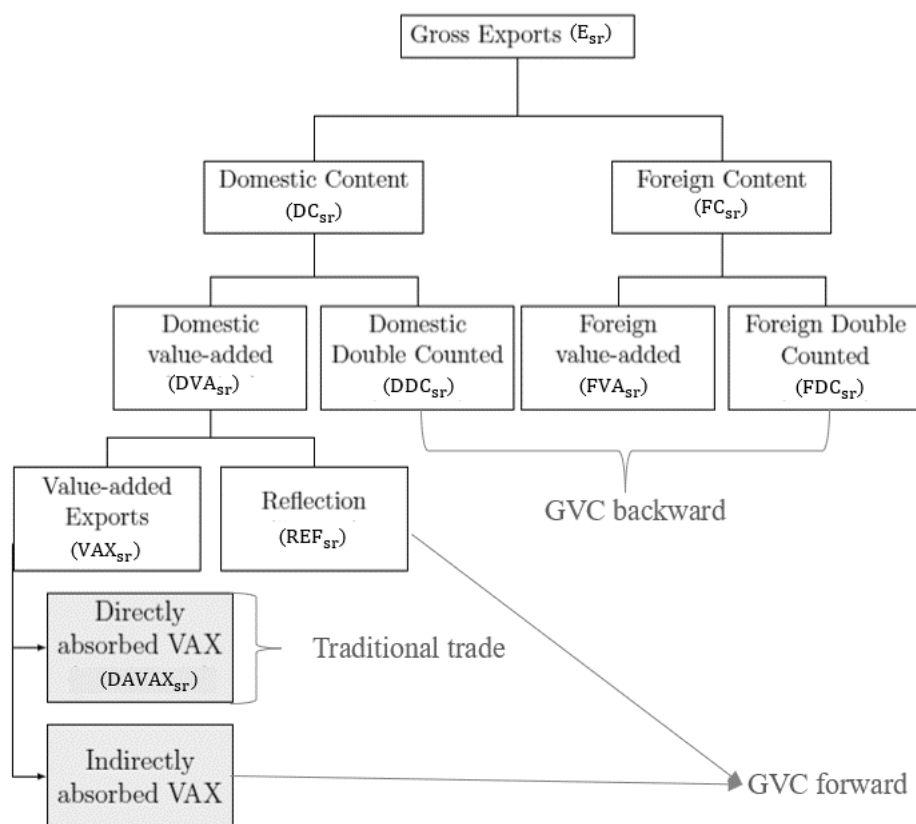 Gross Exports (E_sr)
Domestic Content
(DC_sr)
Foreign Content
(FC_sr)
Domestic
value-added
(DVA_sr)
Domestic
Double Counted
(DDC_sr)
Foreign
value-added
(FVA_sr)
Foreign Double
Counted
(FDC_sr)
Value-added
Exports
(VAX_sr)
Reflection
(REF_sr)
GVC backward
Directly
absorbed VAX
(DAVAX_sr)
Traditional trade
Indirectly
absorbed VAX
GVC forward